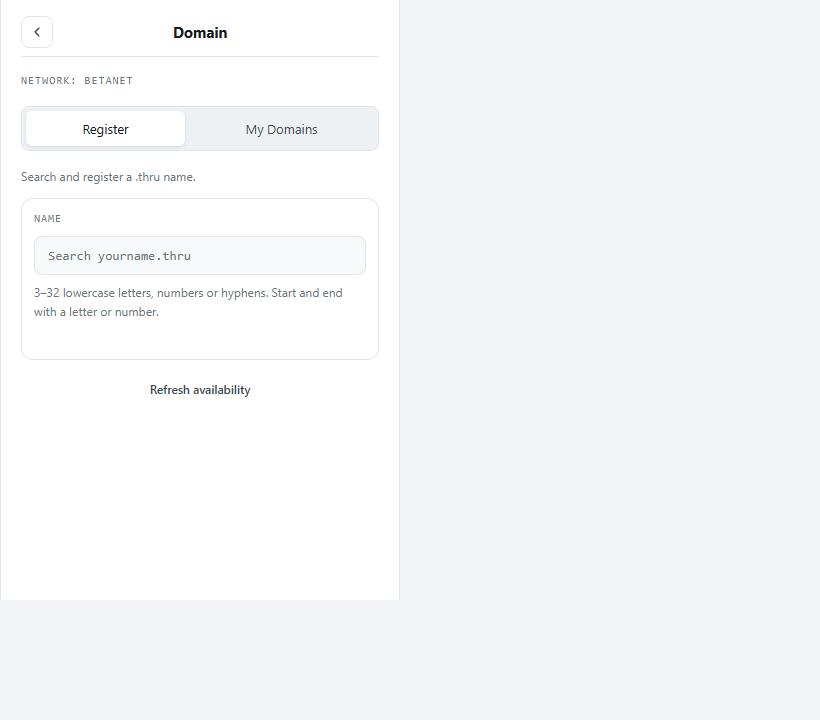 Domain
NETWORK: BETANET
Register
My Domains
Search and register a .thru name.
NAME
Search yourname.thru
3–32 lowercase letters, numbers or hyphens. Start and end
with a letter or number.
Refresh availability